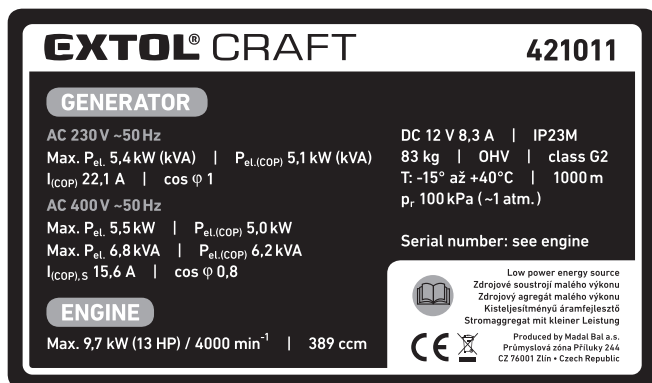 EXTOL® CRAFT 421011
GENERATOR
AC 230 V ~50 Hz
Max. Pel. 5,4 kW (kVA) | Pel.(COP) 5,1 kW (kVA)
I(COP) 22,1 A | cos φ 1
AC 400 V ~50Hz
Max. Pel. 5,5kW | Pel.(COP) 5,0 kW
Max. Pel. 6,8 kVA | Pel.(COP) 6,2 kVA
I(COP),S 15,6 A | cos φ 0,8
ENGINE
Max. 9,7 kW (13 HP) / 4000 min⁻¹ | 389 ccm
DC 12 V 8,3 A | IP23M
83 kg | OHV | class G2
T: -15° až +40°C | 1000 m
pr 100 kPa (~1 atm.)
Serial number: see engine
Low power energy source
Zdrojové soustrojí malého výkonu
Zdrojový agregát malého výkonu
Kisteljesítményű áramfejlesztő
Stromaggregat mit kleiner Leistung
CE
Produced by Madal Bal a.s.
Průmyslová zóna Příluky 244
CZ 76001 Zlín • Czech Republic